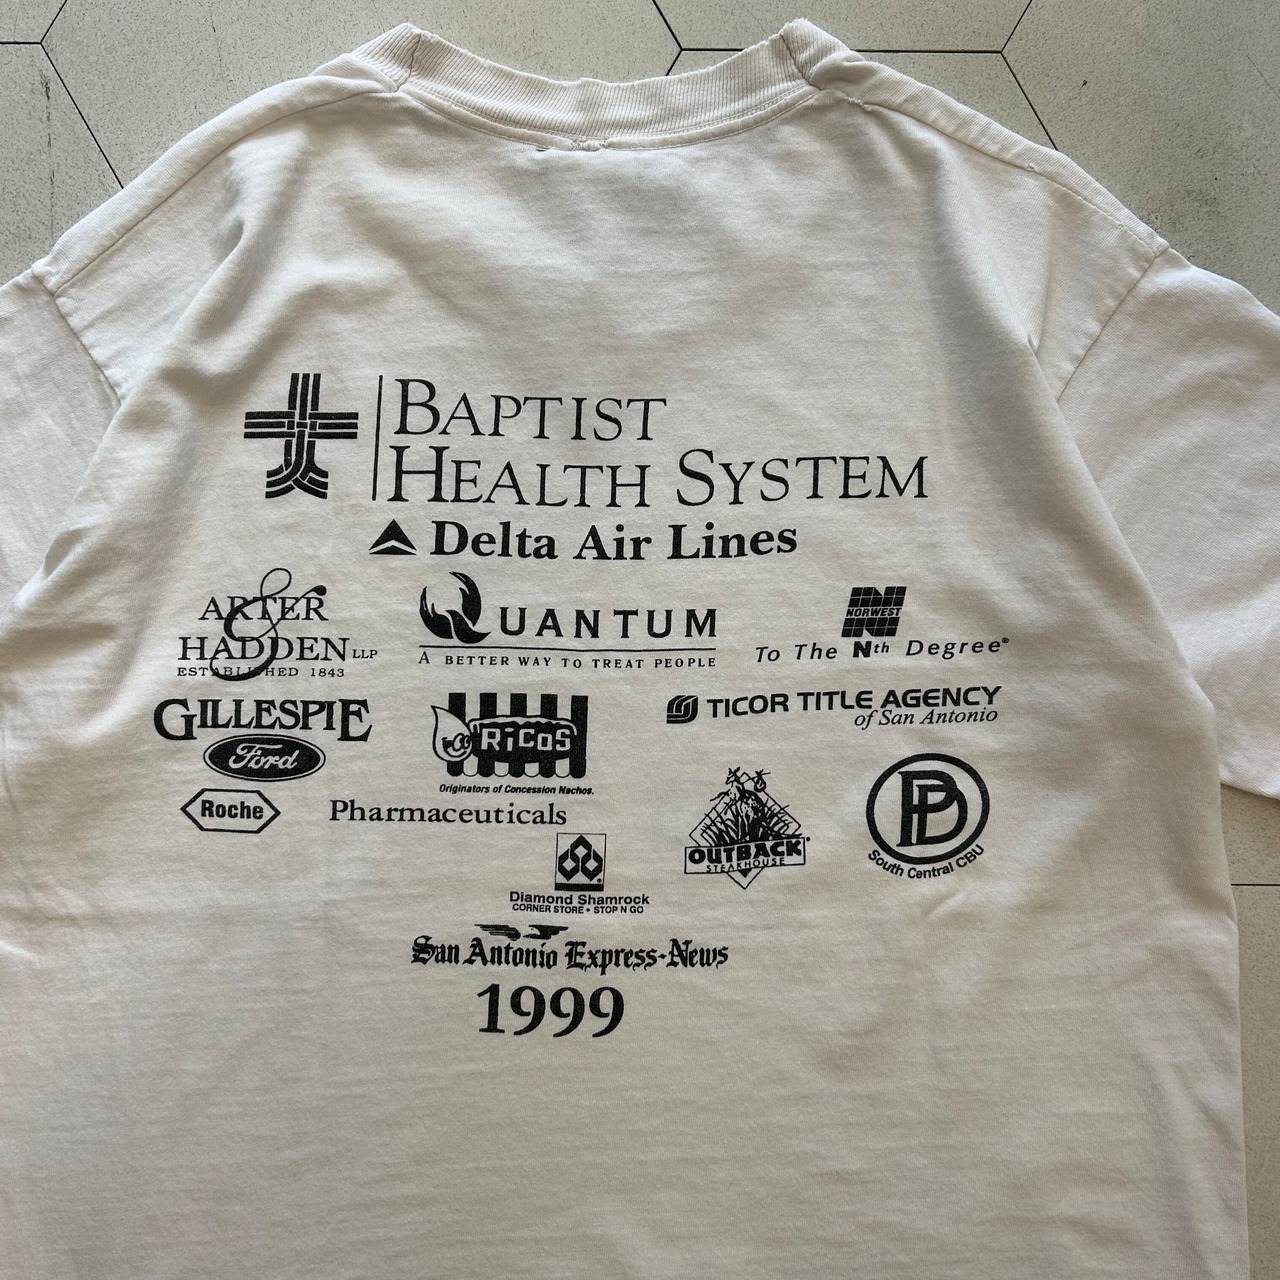 BAPTIST
HEALTH SYSTEM
Delta Air Lines
ARTER
&
HADDEN LLP
ESTABLISHED 1843
QUANTUM
A BETTER WAY TO TREAT PEOPLE
NORWEST
To The Nth Degree®
GILLESPIE
Ford
RiCOS
Originators of Concession Nachos.
TICOR TITLE AGENCY
of San Antonio
Roche
Pharmaceuticals
OUTBACK
STEAKHOUSE
PD
South Central CBU
Diamond Shamrock
CORNER STORE • STOP N GO
San Antonio Express-News
1999